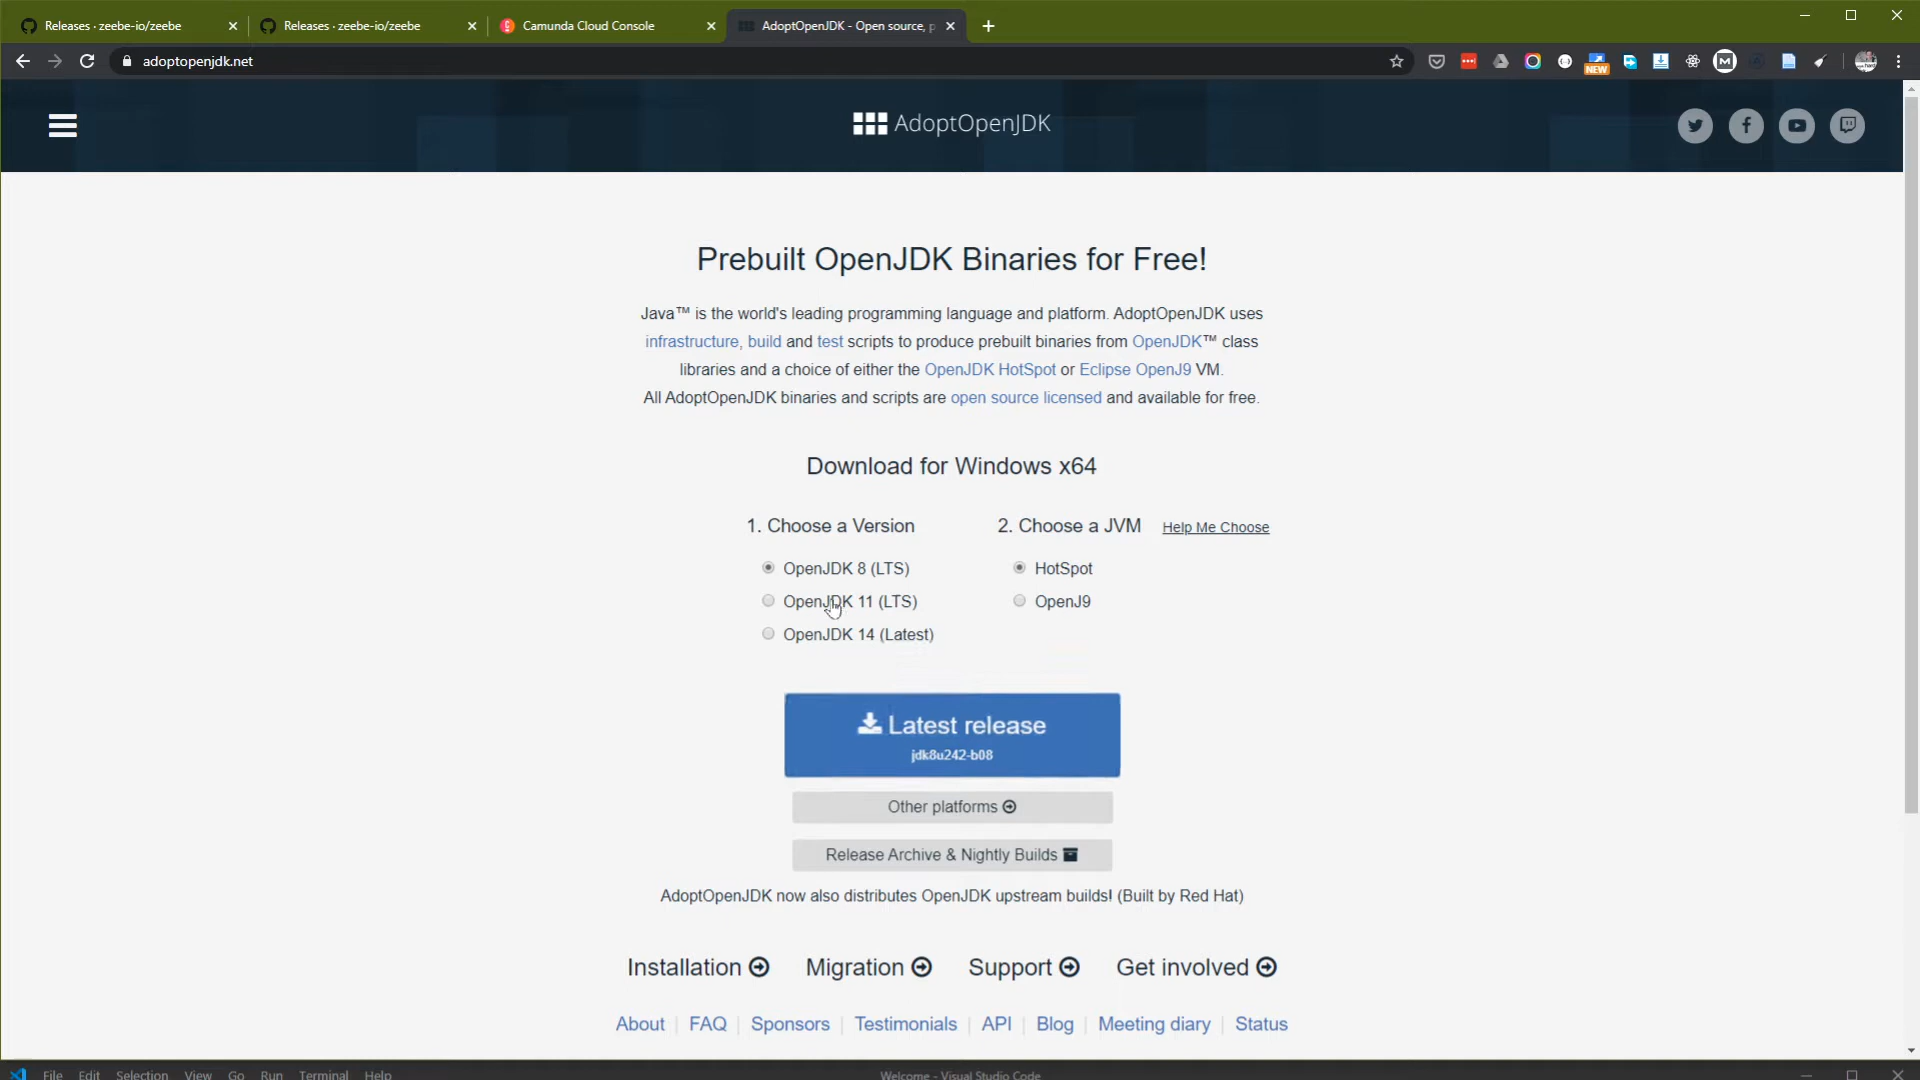 Releases · zeebe-io/zeebe
Releases · zeebe-io/zeebe
Camunda Cloud Console
AdoptOpenJDK - Open source, p
adoptopenjdk.net
NEW
AdoptOpenJDK
Prebuilt OpenJDK Binaries for Free!
Java™ is the world's leading programming language and platform. AdoptOpenJDK uses
infrastructure, build and test scripts to produce prebuilt binaries from OpenJDK™ class
libraries and a choice of either the OpenJDK HotSpot or Eclipse OpenJ9 VM.
All AdoptOpenJDK binaries and scripts are open source licensed and available for free.
Download for Windows x64
1. Choose a Version
OpenJDK 8 (LTS)
OpenJDK 11 (LTS)
OpenJDK 14 (Latest)
2. Choose a JVM Help Me Choose
HotSpot
OpenJ9
Latest release
jdk8u242-b08
Other platforms
Release Archive & Nightly Builds
AdoptOpenJDK now also distributes OpenJDK upstream builds! (Built by Red Hat)
Installation Migration Support Get involved
About | FAQ | Sponsors | Testimonials | API | Blog | Meeting diary | Status
File Edit Selection View Go Run Terminal Help Welcome - Visual Studio Code